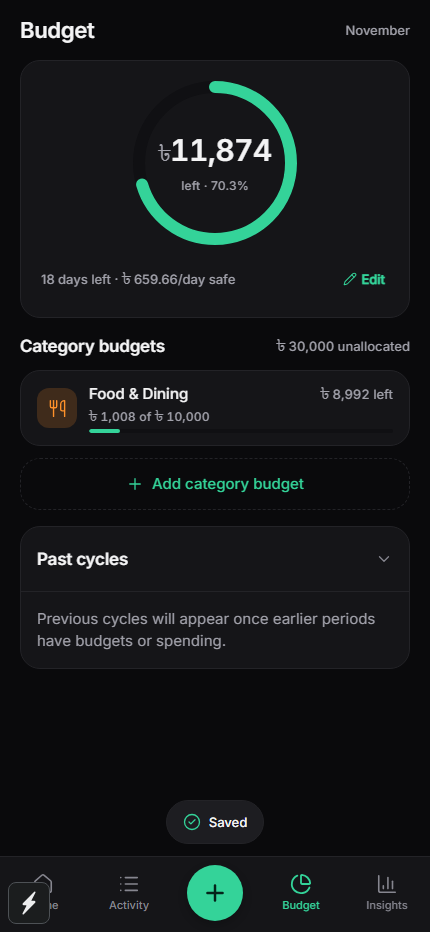 Budget
November
৳11,874
left · 70.3%
18 days left · ৳ 659.66/day safe
Edit
Category budgets
৳ 30,000 unallocated
Food & Dining
৳ 8,992 left
৳ 1,008 of ৳ 10,000
Add category budget
Past cycles
Previous cycles will appear once earlier periods
have budgets or spending.
Saved
Activity
Budget
Insights